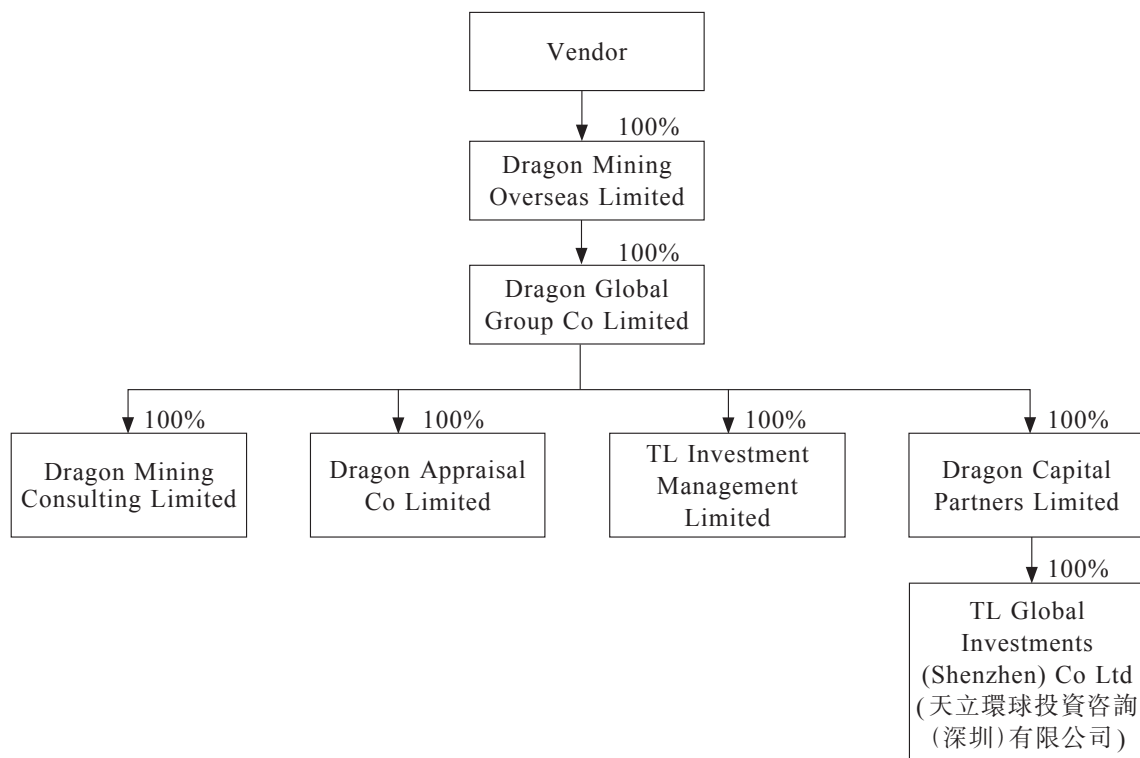 Vendor
100%
Dragon Mining
Overseas Limited
100%
Dragon Global
Group Co Limited
100%
100%
100%
100%
Dragon Mining
Consulting Limited
Dragon Appraisal
Co Limited
TL Investment
Management
Limited
Dragon Capital
Partners Limited
100%
TL Global
Investments
(Shenzhen) Co Ltd
(天立環球投資咨詢
(深圳)有限公司)